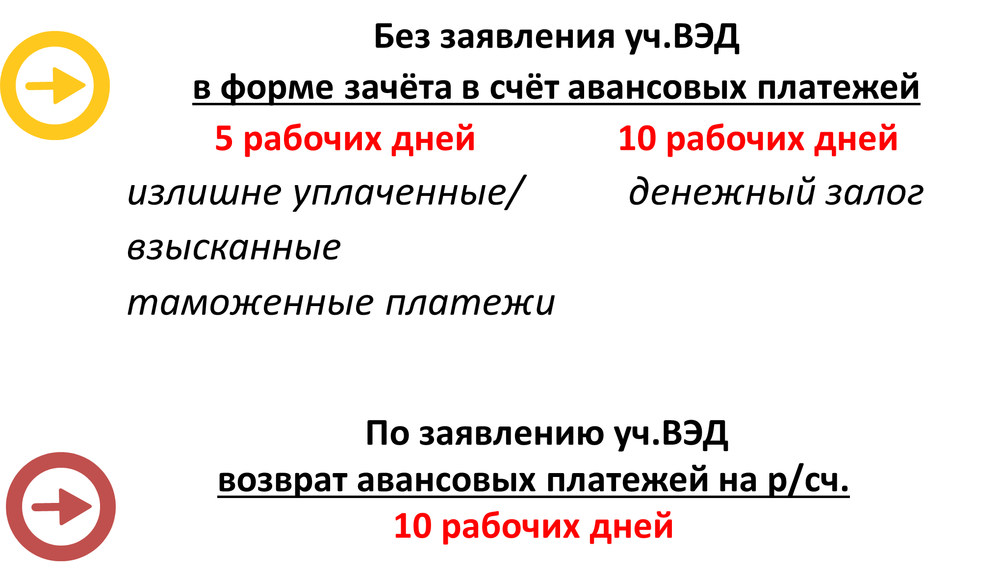 Без заявления уч.ВЭД
в форме зачёта в счёт авансовых платежей
5 рабочих дней 10 рабочих дней
излишне уплаченные/ денежный залог
взысканные
таможенные платежи
По заявлению уч.ВЭД
возврат авансовых платежей на р/сч.
10 рабочих дней